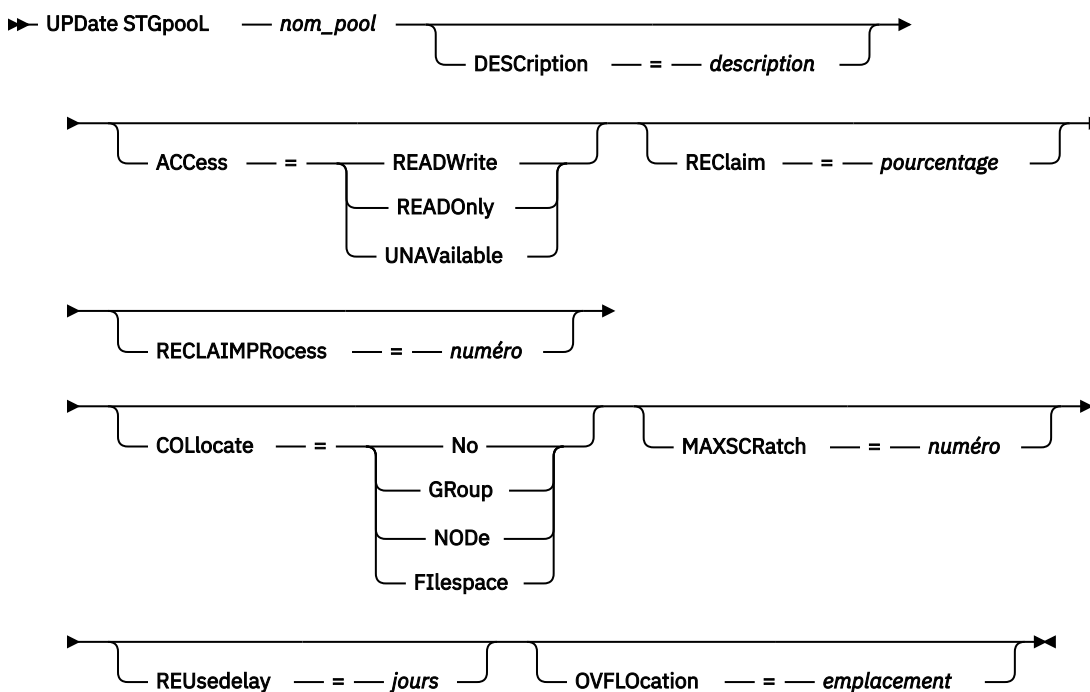 UPDate STGpooL — nom_pool
DESCription — = — description
ACCess — = — READWrite
READOnly
UNAVailable
REClaim — = — pourcentage
RECLAIMPRocess — = — numéro
COLlocate — = — No
GRoup
NODe
FIlespace
MAXSCRatch — = — numéro
REUsedelay — = — jours
OVFLOcation — = — emplacement